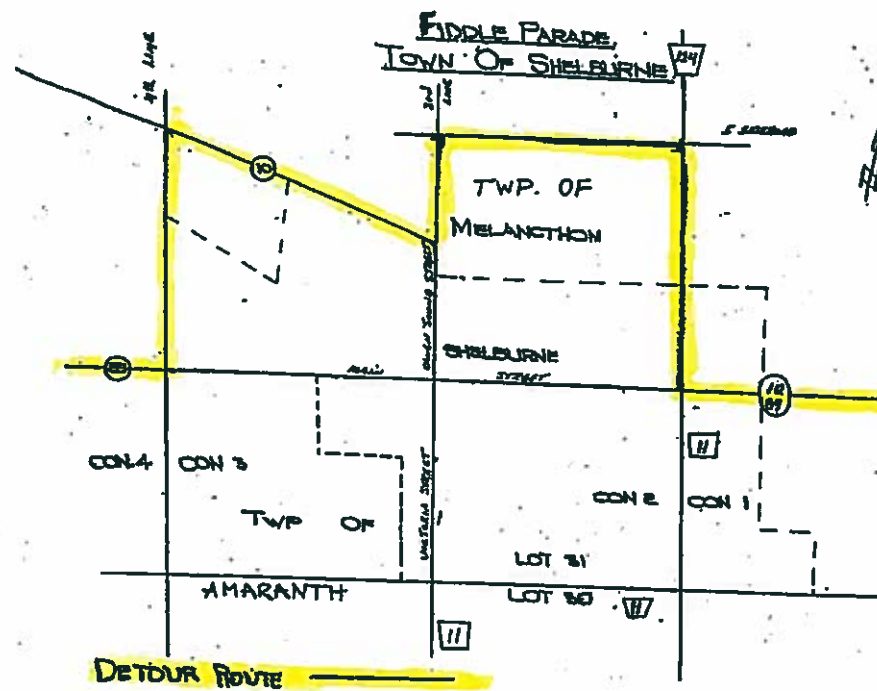 FIDDLE PARADE
TOWN OF SHELBURNE
124
4TH LINE
2ND LINE
5 SIDEROAD
10
TWP. OF
MELANCTHON
OWEN SOUND STREET
SHELBURNE
89
MAIN STREET
10
89
11
CON.4 CON 3
CON 2 CON 1
TWP OF
LOT 31
AMARANTH
LOT 30
11
11
DETOUR ROUTE